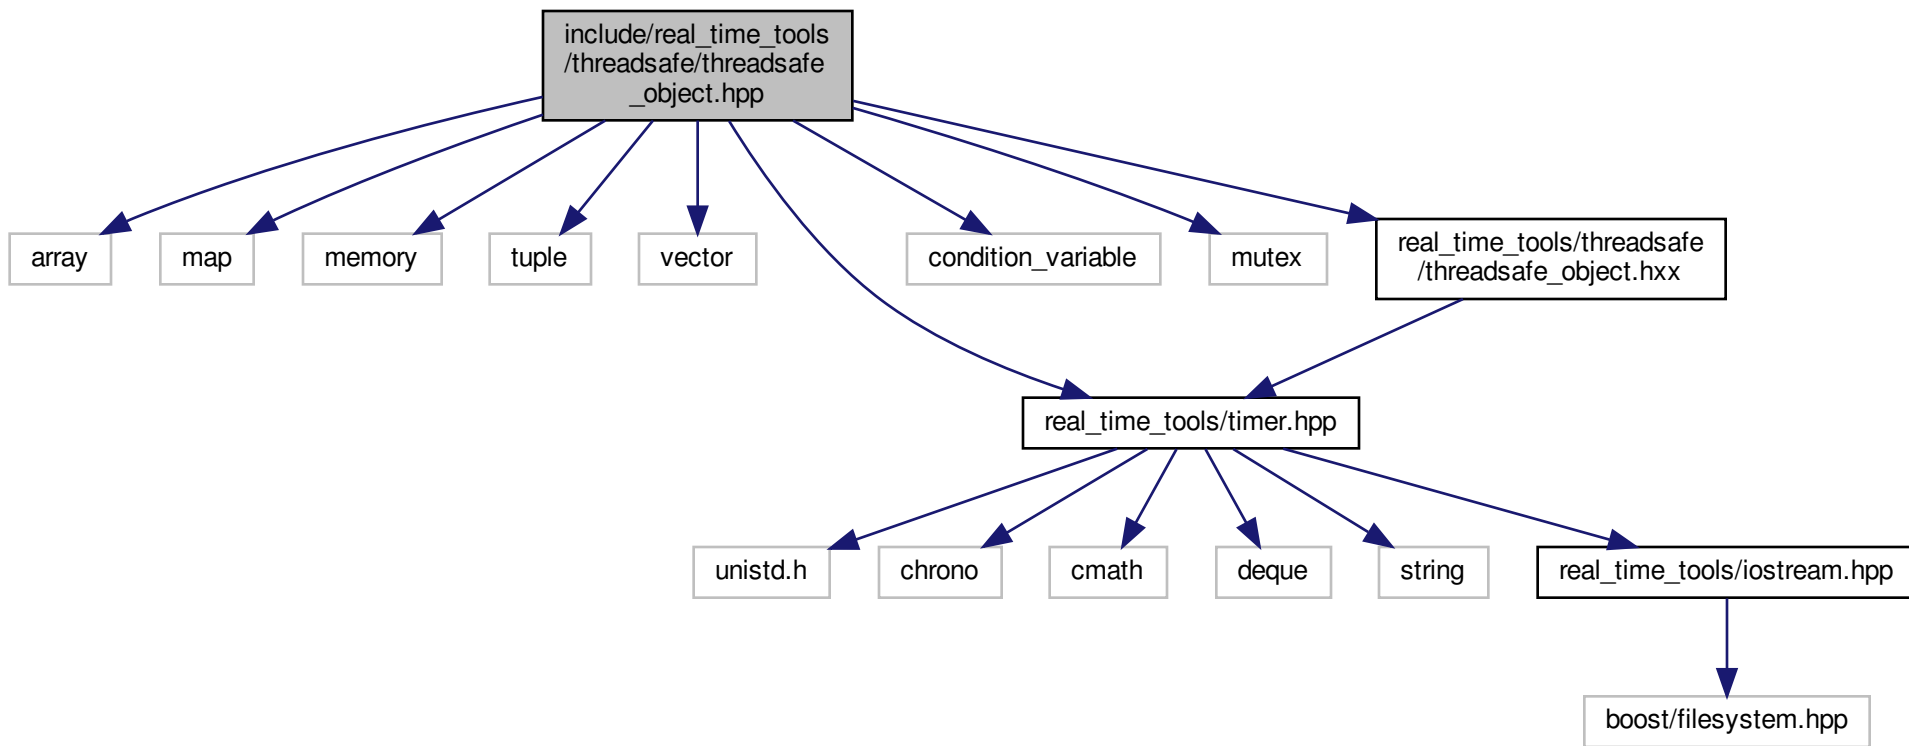 include/real_time_tools
/threadsafe/threadsafe
_object.hpp
array
map
memory
tuple
vector
condition_variable
mutex
real_time_tools/threadsafe
/threadsafe_object.hxx
real_time_tools/timer.hpp
unistd.h
chrono
cmath
deque
string
real_time_tools/iostream.hpp
boost/filesystem.hpp